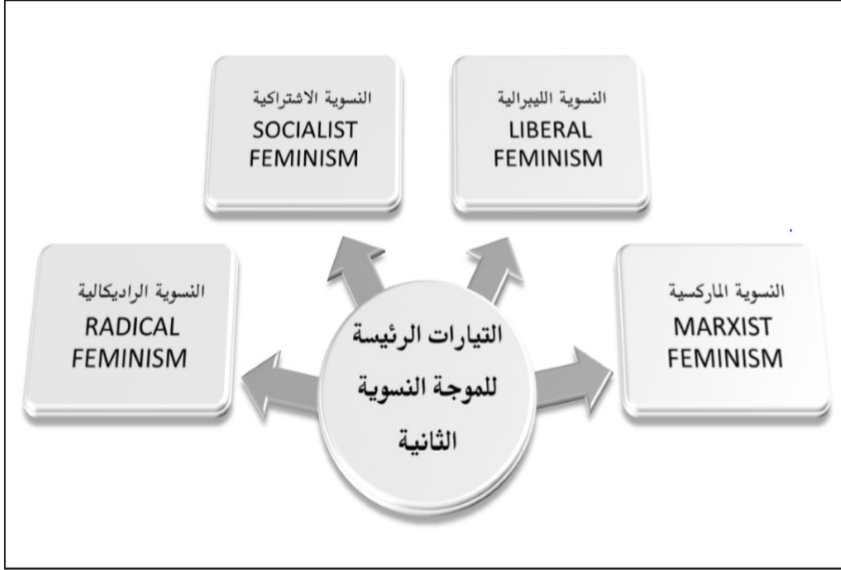 النسوية الاشتراكية
SOCIALIST
FEMINISM
النسوية الليبرالية
LIBERAL
FEMINISM
النسوية الراديكالية
RADICAL
FEMINISM
التيارات الرئيسة
للموجة النسوية
الثانية
النسوية الماركسية
MARXIST
FEMINISM